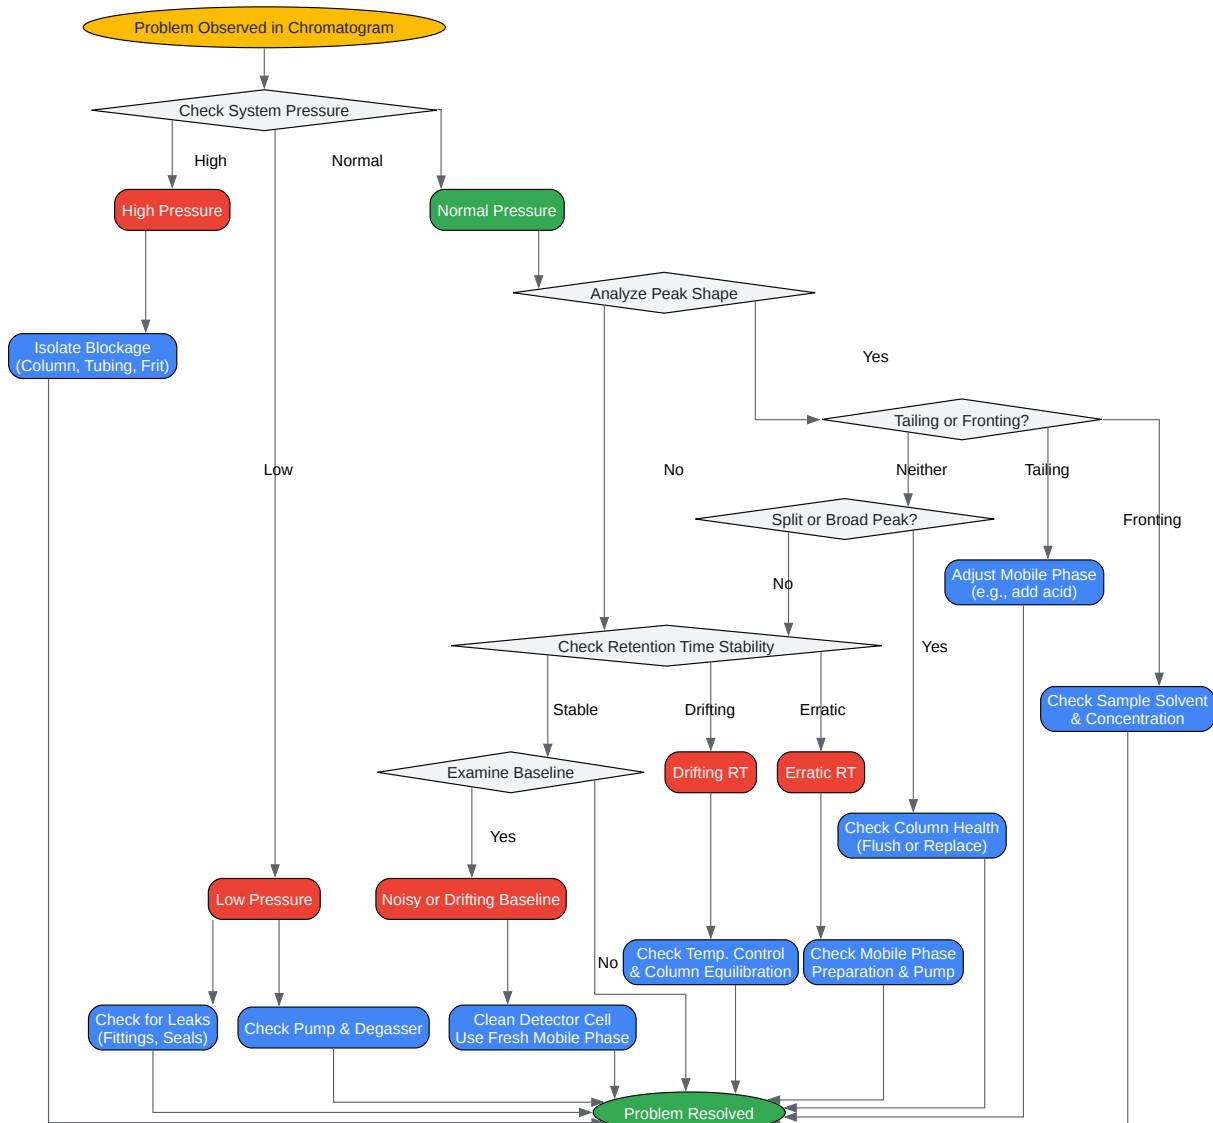 Problem Observed in Chromatogram
Check System Pressure
High
Normal
High Pressure
Normal Pressure
Analyze Peak Shape
Isolate Blockage
(Column, Tubing, Frit)
Yes
Tailing or Fronting?
Low
No
Neither
Tailing
Split or Broad Peak?
Fronting
Adjust Mobile Phase
(e.g., add acid)
No
Check Retention Time Stability
Yes
Check Sample Solvent
& Concentration
Stable
Drifting
Erratic
Examine Baseline
Drifting RT
Erratic RT
Check Column Health
(Flush or Replace)
Yes
Low Pressure
Noisy or Drifting Baseline
No
Check Temp. Control
& Column Equilibration
Check Mobile Phase
Preparation & Pump
Check for Leaks
(Fittings, Seals)
Check Pump & Degasser
Clean Detector Cell
Use Fresh Mobile Phase
Problem Resolved